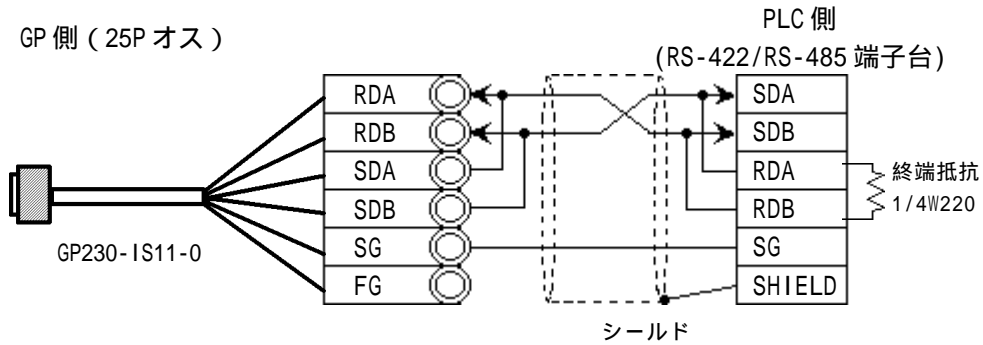 GP側(25Pオス)
PLC側
(RS-422/RS-485端子台)
RDA
RDB
SDA
SDB
SG
FG
GP230-IS11-0
SDA
SDB
RDA
RDB
SG
SHIELD
終端抵抗
1/4W220
シールド